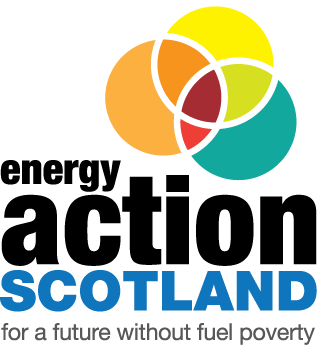 energy
action
SCOTLAND
for a future without fuel poverty